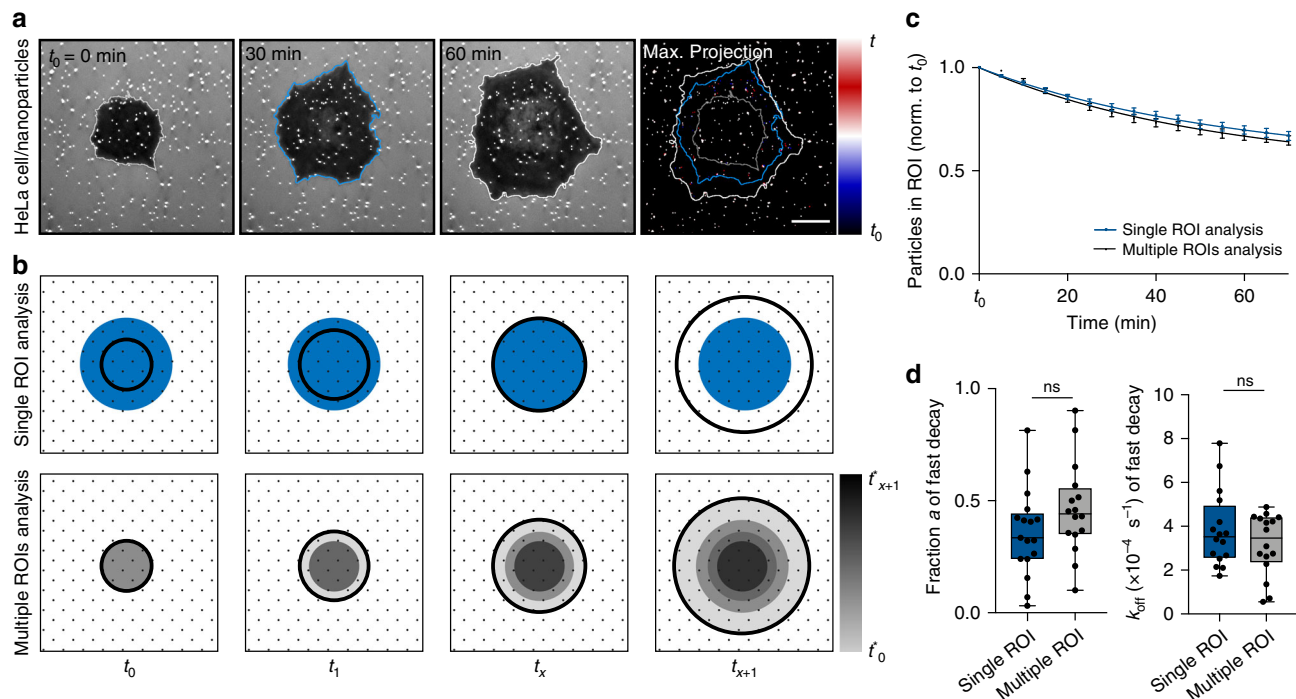 a
HeLa cell/nanoparticles
t0 = 0 min
30 min
60 min
Max. Projection
t
t0
b
Single ROI analysis
Multiple ROIs analysis
t*x+1
t*0
t0
t1
tx
tx+1
c
Particles in ROI (norm. to t0)
1.0
0.5
0.0
t0
20
40
60
Time (min)
Single ROI analysis
Multiple ROIs analysis
d
Fraction a of fast decay
1.0
0.5
0.0
ns
Single ROI
Multiple ROI
koff (×10−4 s−1) of fast decay
10
8
6
4
2
0
ns
Single ROI
Multiple ROI